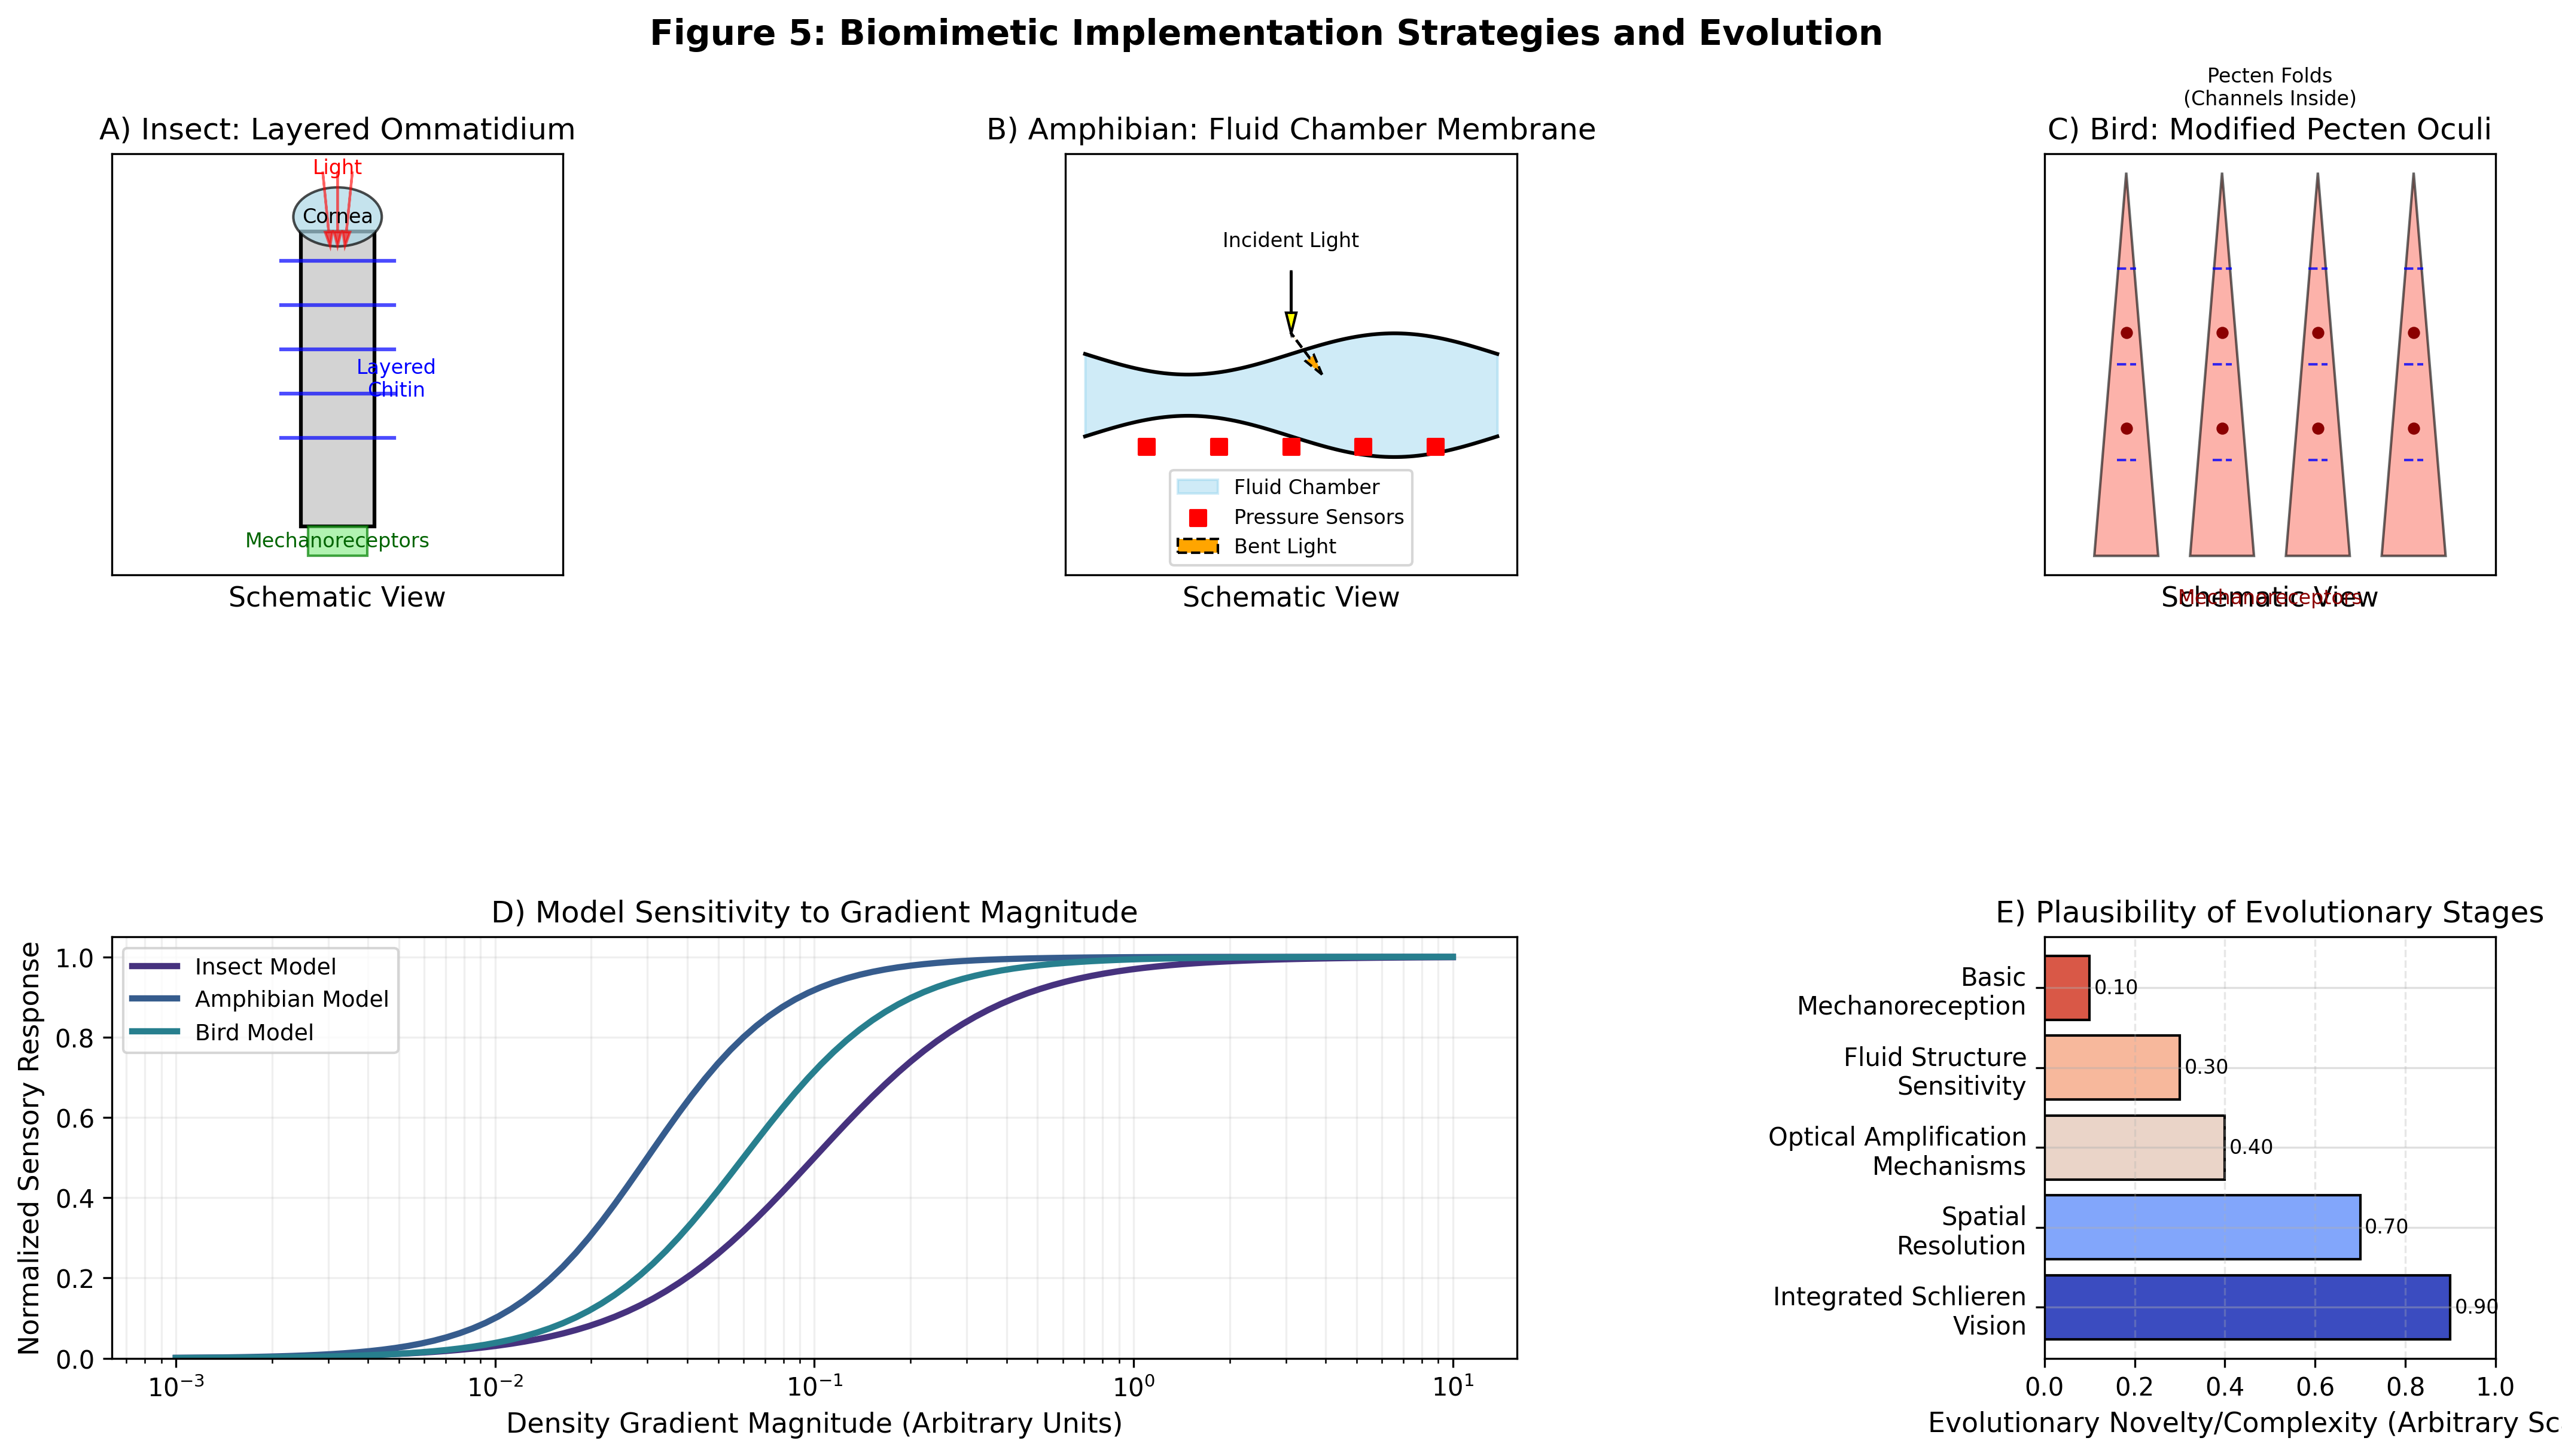 Figure 5: Biomimetic Implementation Strategies and Evolution
A) Insect: Layered Ommatidium
Light
Cornea
Layered
Chitin
Mechanoreceptors
Schematic View
B) Amphibian: Fluid Chamber Membrane
Incident Light
Fluid Chamber
Pressure Sensors
Bent Light
Schematic View
Pecten Folds
(Channels Inside)
C) Bird: Modified Pecten Oculi
Mechanoreceptors
Schematic View
D) Model Sensitivity to Gradient Magnitude
Normalized Sensory Response
1.0
0.8
0.6
0.4
0.2
0.0
Insect Model
Amphibian Model
Bird Model
10⁻³
10⁻²
10⁻¹
10⁰
10¹
Density Gradient Magnitude (Arbitrary Units)
E) Plausibility of Evolutionary Stages
Basic
Mechanoreception
0.10
Fluid Structure
Sensitivity
0.30
Optical Amplification
Mechanisms
0.40
Spatial
Resolution
0.70
Integrated Schlieren
Vision
0.90
0.0
0.2
0.4
0.6
0.8
1.0
Evolutionary Novelty/Complexity (Arbitrary Sc